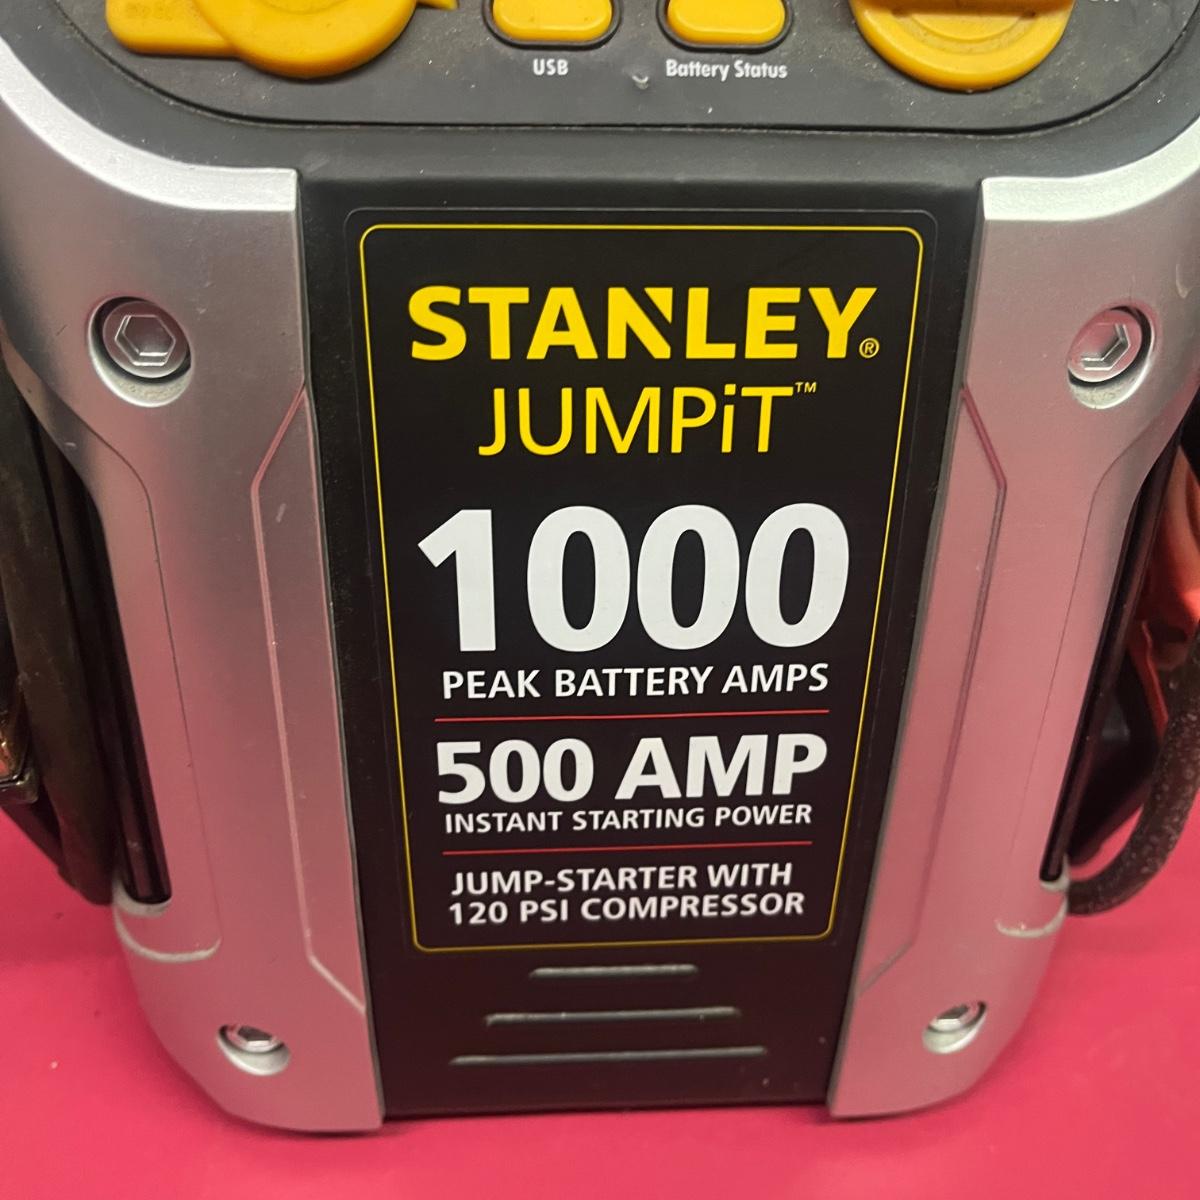 USB
Battery Status
STANLEY®
JUMPiT™
1000
PEAK BATTERY AMPS
500 AMP
INSTANT STARTING POWER
JUMP-STARTER WITH
120 PSI COMPRESSOR